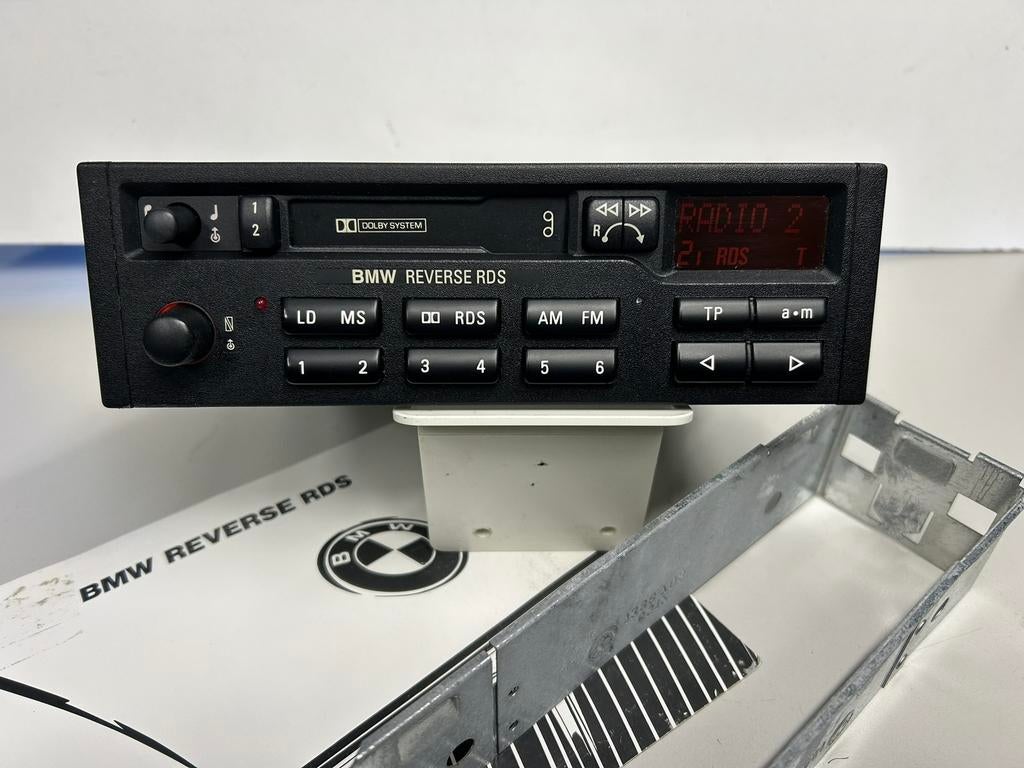 1
2
DOLBY SYSTEM
R
RADIO 2
2 RDS T
BMW REVERSE RDS
LD MS
RDS
AM FM
TP
a•m
1 2
3 4
5 6
BMW REVERSE RDS
BMW